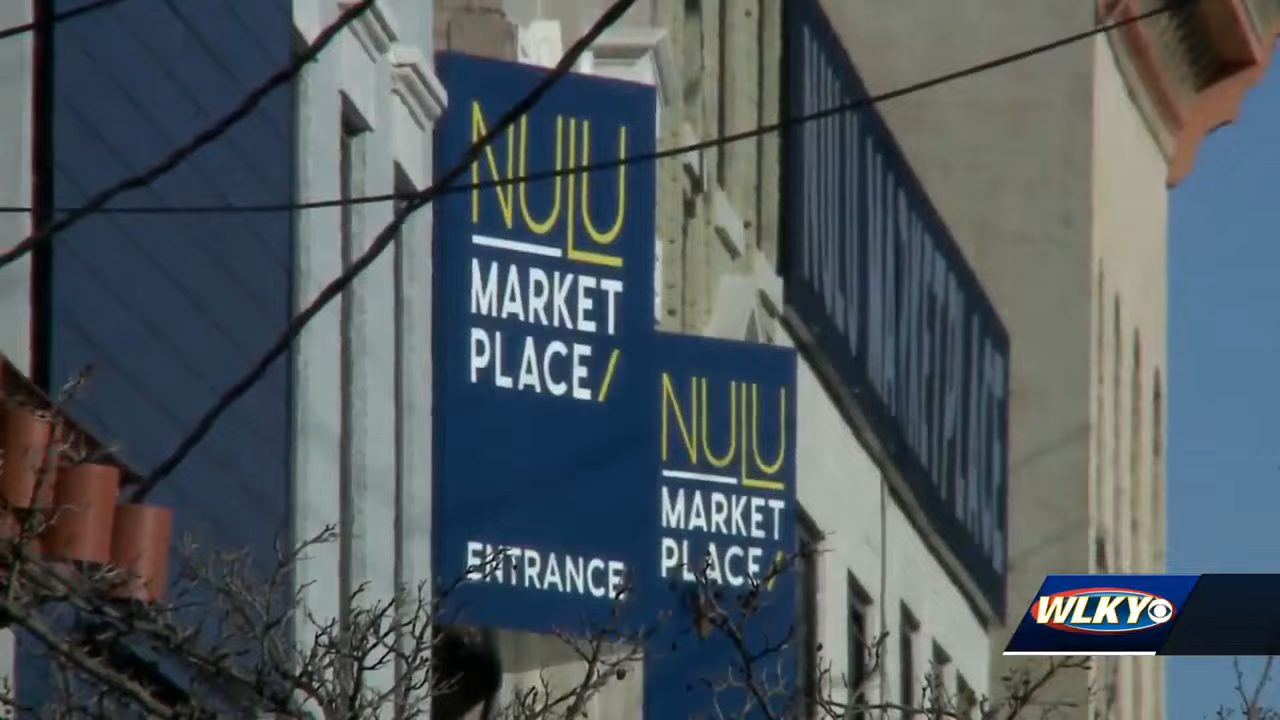 NULU
MARKET
PLACE/
ENTRANCE
NULU
MARKET
PLACE/
NULU MARKETPLACE
WLKY